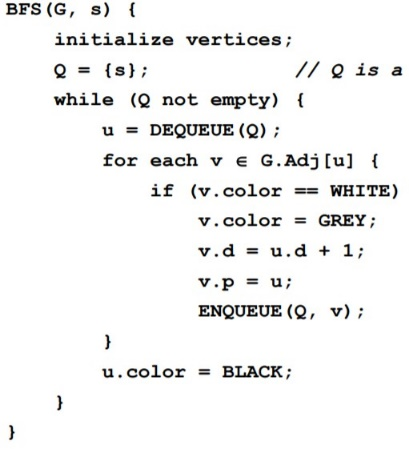 BFS(G, s) {
initialize vertices;
Q = {s}; // Q is a
while (Q not empty) {
u = DEQUEUE(Q);
for each v ∈ G.Adj[u] {
if (v.color == WHITE)
v.color = GREY;
v.d = u.d + 1;
v.p = u;
ENQUEUE(Q, v);
}
u.color = BLACK;
}
}